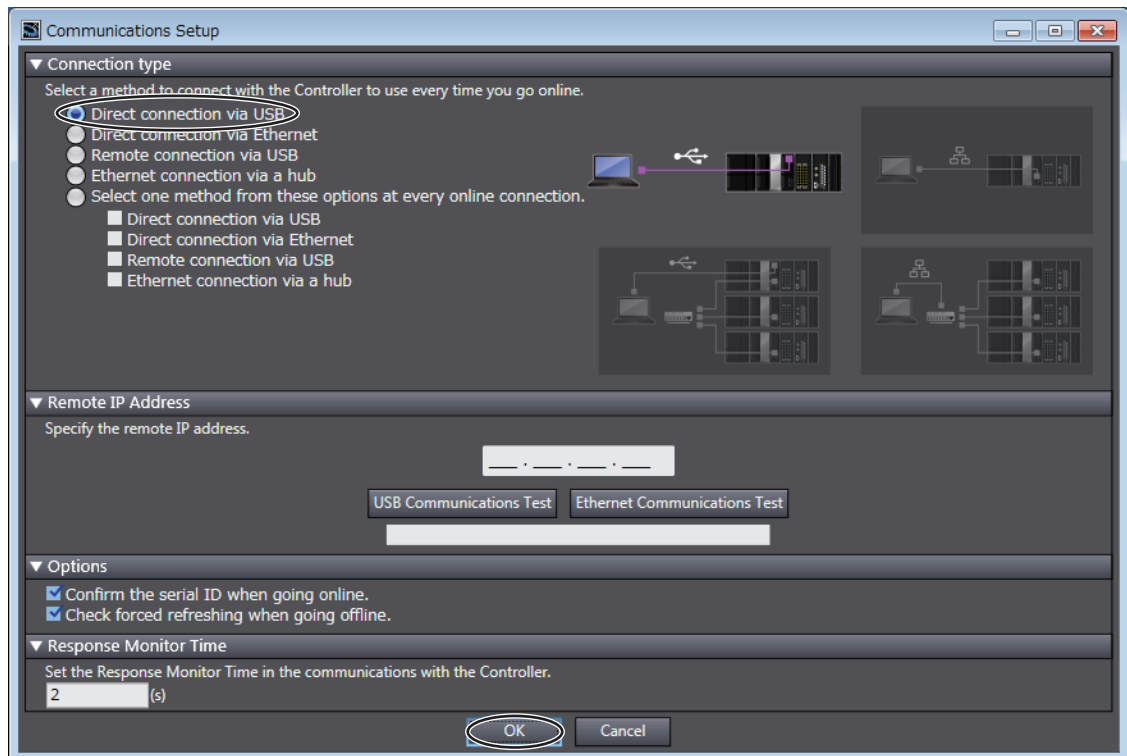 Communications Setup
▼ Connection type
Select a method to connect with the Controller to use every time you go online.
Direct connection via USB
Direct connection via Ethernet
Remote connection via USB
Ethernet connection via a hub
Select one method from these options at every online connection.
Direct connection via USB
Direct connection via Ethernet
Remote connection via USB
Ethernet connection via a hub
▼ Remote IP Address
Specify the remote IP address.
___ . ___ . ___ . ___
USB Communications Test Ethernet Communications Test
▼ Options
Confirm the serial ID when going online.
Check forced refreshing when going offline.
▼ Response Monitor Time
Set the Response Monitor Time in the communications with the Controller.
2 (s)
OK Cancel